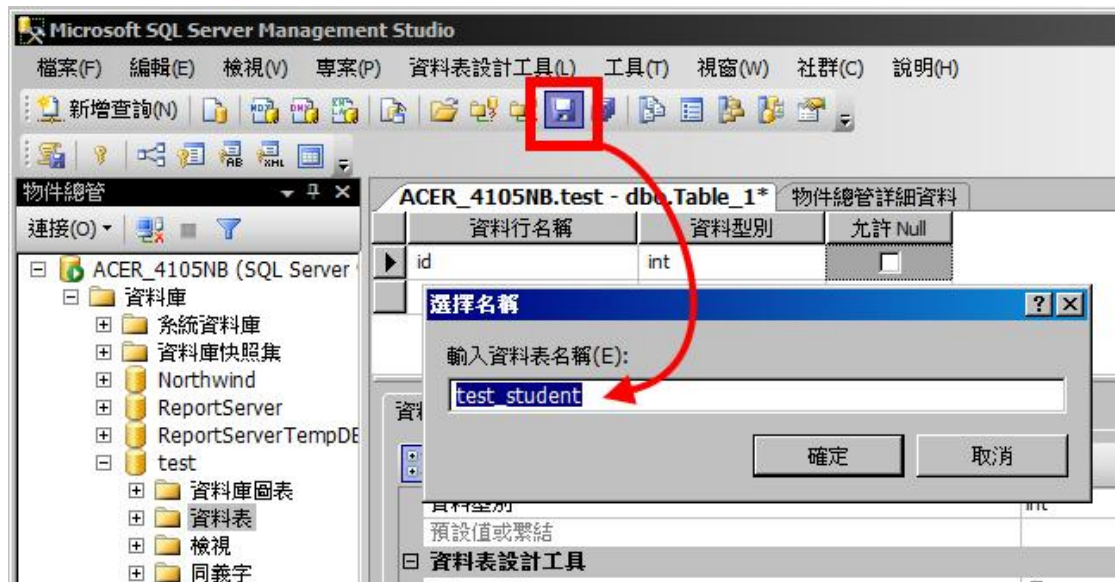 Microsoft SQL Server Management Studio
檔案(F) 編輯(E) 檢視(V) 專案(P) 資料表設計工具(L) 工具(T) 視窗(W) 社群(C) 說明(H)
新增查詢(N)
物件總管
ACER_4105NB.test - dbo.Table_1* 物件總管詳細資料
連接(O)
資料行名稱 資料型別 允許 Null
id int
ACER_4105NB (SQL Server
資料庫
系統資料庫
資料庫快照集
Northwind
ReportServer
ReportServerTempDB
test
資料庫圖表
資料表
檢視
同義字
選擇名稱
輸入資料表名稱(E):
test_student
確定 取消
資料型別 int
預設值或繫結
資料表設計工具